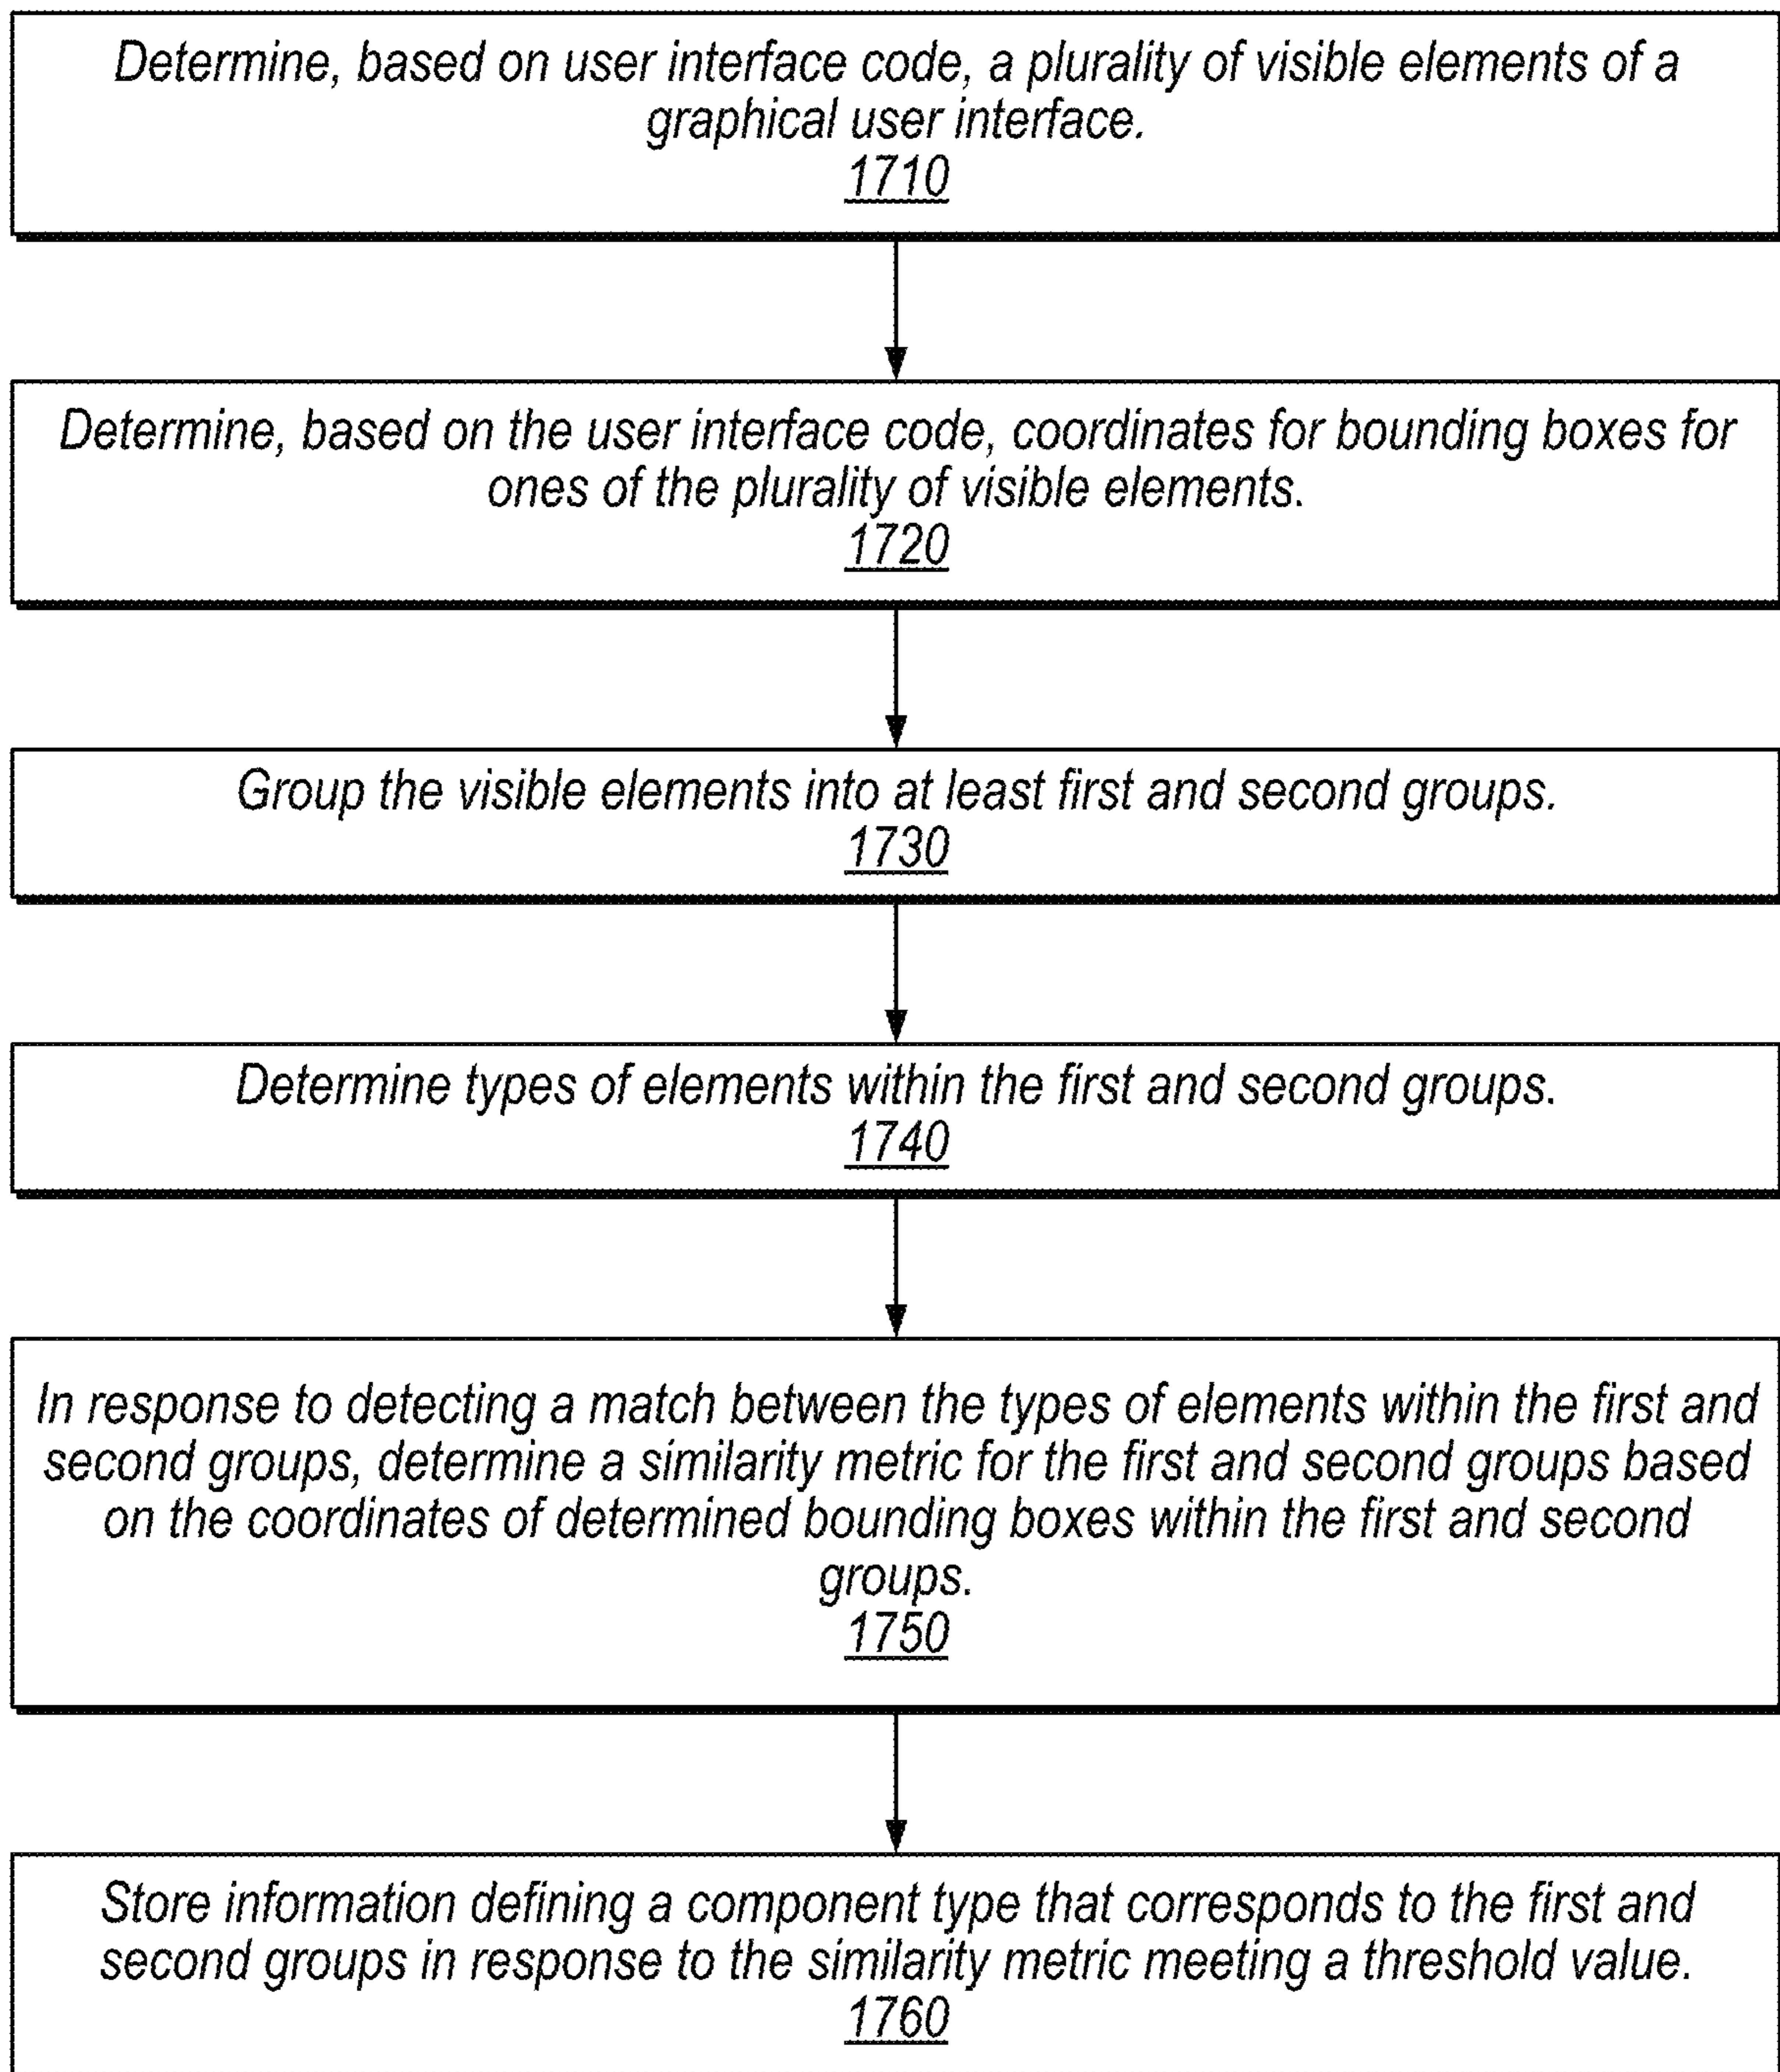 Determine, based on user interface code, a plurality of visible elements of a
graphical user interface.
1710
Determine, based on the user interface code, coordinates for bounding boxes for
ones of the plurality of visible elements.
1720
Group the visible elements into at least first and second groups.
1730
Determine types of elements within the first and second groups.
1740
In response to detecting a match between the types of elements within the first and
second groups, determine a similarity metric for the first and second groups based
on the coordinates of determined bounding boxes within the first and second
groups.
1750
Store information defining a component type that corresponds to the first and
second groups in response to the similarity metric meeting a threshold value.
1760